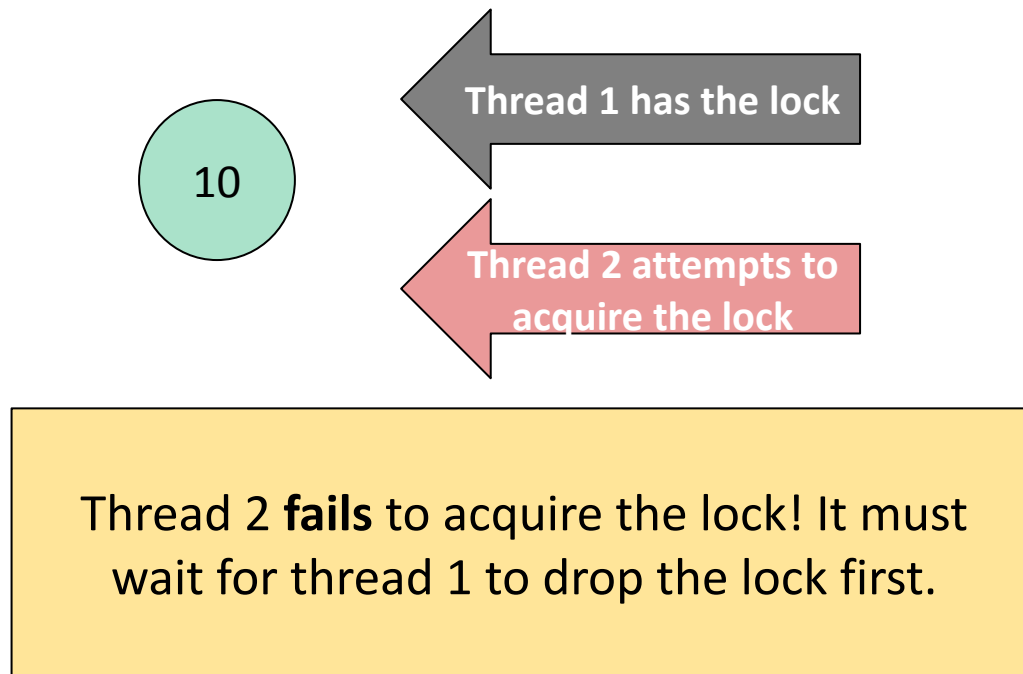 Thread 1 has the lock
10
Thread 2 attempts to
acquire the lock
Thread 2 fails to acquire the lock! It must
wait for thread 1 to drop the lock first.